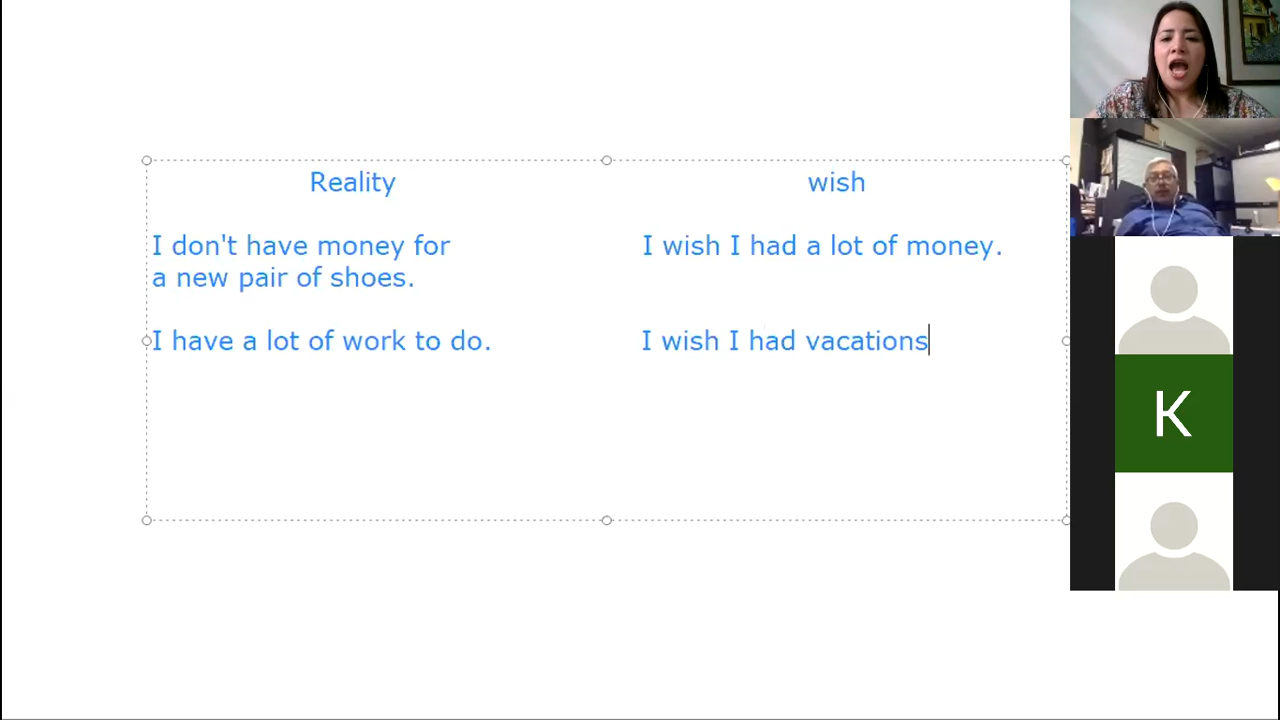 Reality wish
I don't have money for I wish I had a lot of money.
a new pair of shoes.
I have a lot of work to do. I wish I had vacations
K